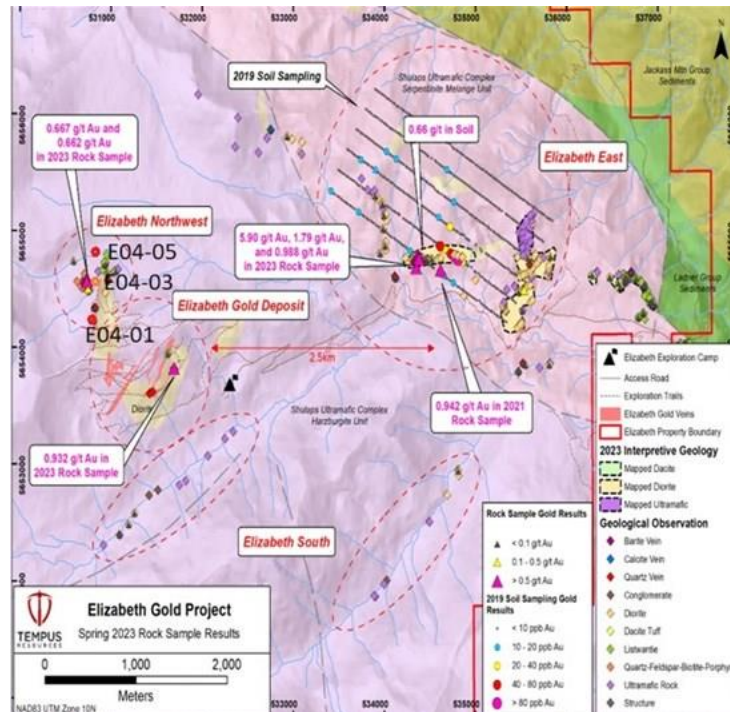 531000
532000
533000
534000
535000
536000
537000
N
5656000
5655000
5654000
5653000
2019 Soil Sampling
Shulaps Ultramafic Complex
Serpentinite Melange Unit
Jackass Mtn Group
Sediments
0.667 g/t Au and
0.662 g/t Au
in 2023 Rock
Sample
0.66 g/t in Soil
Elizabeth East
Elizabeth Northwest
5.90 g/t Au, 1.79 g/t Au,
and 0.988 g/t Au
in 2023 Rock Sample
E04-05
E04-03
E04-01
Elizabeth Gold Deposit
Ladner Group
Sediments
2.5km
Diorite
Shulaps Ultramafic Complex
Harzburgite Unit
0.942 g/t Au in 2021
Rock Sample
0.932 g/t Au in
2023 Rock Sample
Elizabeth South
Elizabeth Exploration Camp
Access Road
Exploration Trails
Elizabeth Gold Veins
Elizabeth Property Boundary
2023 Interpretive Geology
Mapped Dacite
Mapped Diorite
Mapped Ultramafic
Geological Observation
Barite Vein
Calcite Vein
Quartz Vein
Conglomerate
Diorite
Dacite Tuff
Listwanite
Quartz-Feldspar-Biotite-Porphyry
Ultramafic Rock
Structure
Rock Sample Gold Results
< 0.1 g/t Au
0.1 - 0.5 g/t Au
> 0.5 g/t Au
2019 Soil Sampling Gold
Results
< 10 ppb Au
10 - 20 ppb Au
20 - 40 ppb Au
40 - 80 ppb Au
> 80 ppb Au
TEMPUS
RESOURCES
Elizabeth Gold Project
Spring 2023 Rock Sample Results
0
1,000
2,000
Meters
NAD83 UTM Zone 10N
533000
534000
535000